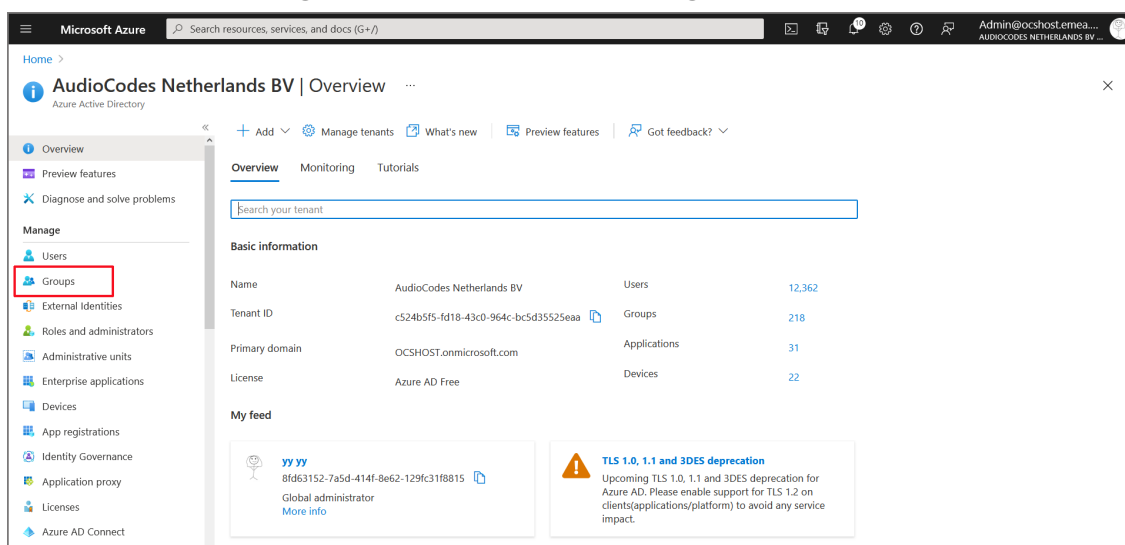 Microsoft Azure
Search resources, services, and docs (G+/)
10
Admin@ocshost.emea....
AUDIOCODES NETHERLANDS BV ...
Home >
AudioCodes Netherlands BV | Overview ...
Azure Active Directory
«
Add
Manage tenants
What's new
Preview features
Got feedback?
Overview
Preview features
Diagnose and solve problems
Manage
Users
Groups
External Identities
Roles and administrators
Administrative units
Enterprise applications
Devices
App registrations
Identity Governance
Application proxy
Licenses
Azure AD Connect
Overview Monitoring Tutorials
Search your tenant
Basic information
Name AudioCodes Netherlands BV Users 12,362
Tenant ID c524b5f5-fd18-43c0-964c-bc5d35525eaa Groups 218
Primary domain OCSHOST.onmicrosoft.com Applications 31
License Azure AD Free Devices 22
My feed
yy yy
8fd63152-7a5d-414f-8e62-129fc31f8815
Global administrator
More info
TLS 1.0, 1.1 and 3DES deprecation
Upcoming TLS 1.0, 1.1 and 3DES deprecation for
Azure AD. Please enable support for TLS 1.2 on
clients(applications/platform) to avoid any service
impact.